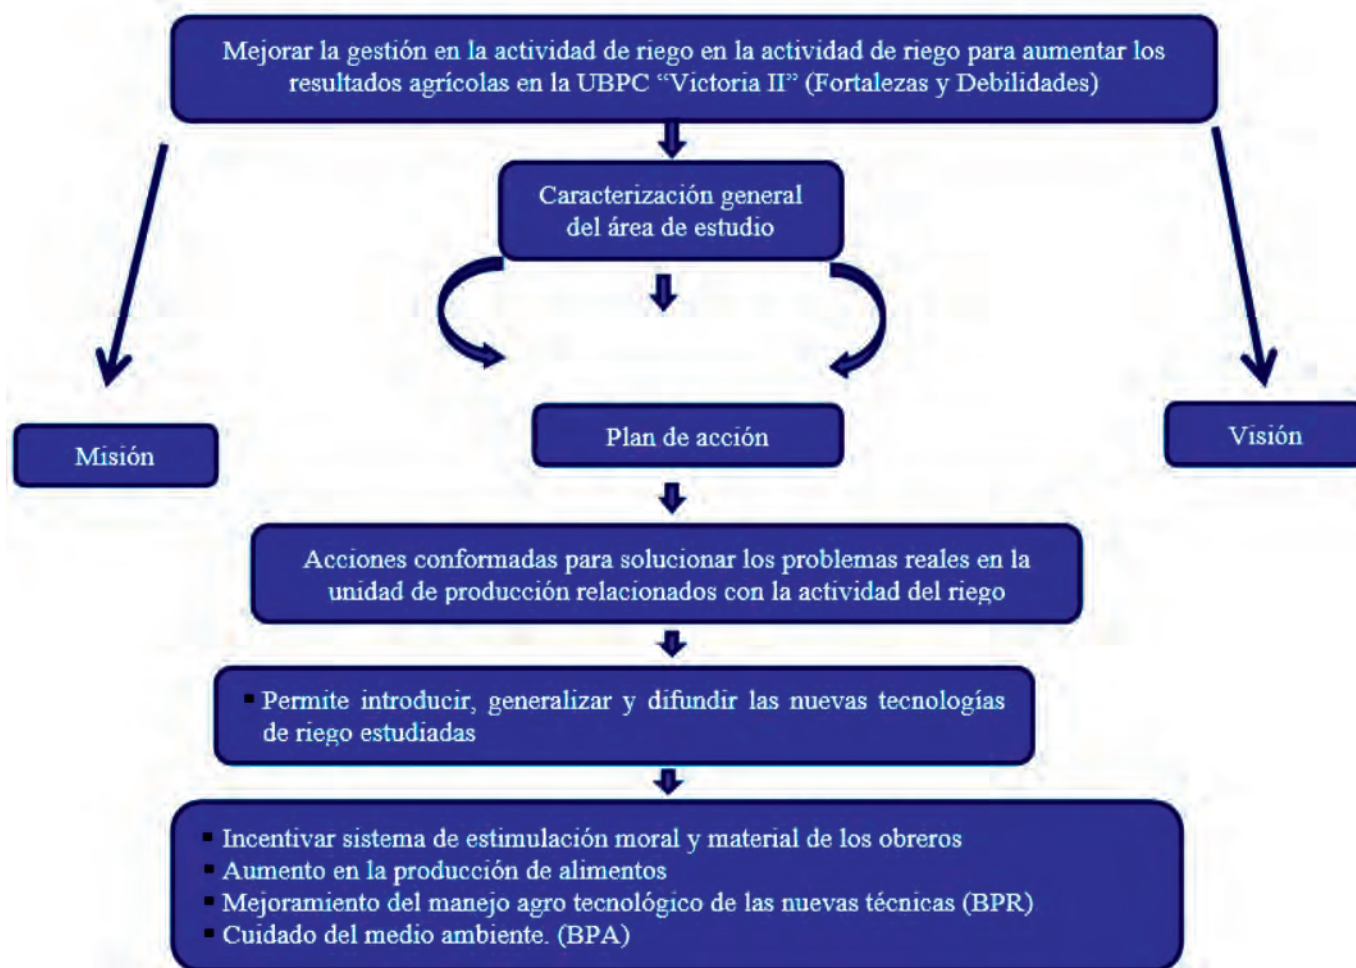 Mejorar la gestión en la actividad de riego en la actividad de riego para aumentar los
resultados agrícolas en la UBPC “Victoria II” (Fortalezas y Debilidades)
Caracterización general
del área de estudio
Misión
Plan de acción
Visión
Acciones conformadas para solucionar los problemas reales en la
unidad de producción relacionados con la actividad del riego
▪ Permite introducir, generalizar y difundir las nuevas tecnologías
de riego estudiadas
▪ Incentivar sistema de estimulación moral y material de los obreros
▪ Aumento en la producción de alimentos
▪ Mejoramiento del manejo agro tecnológico de las nuevas técnicas (BPR)
▪ Cuidado del medio ambiente. (BPA)